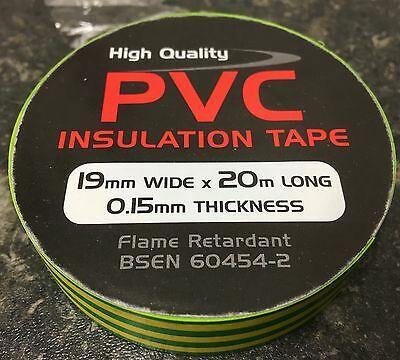 High Quality
PVC
INSULATION TAPE
19mm WIDE x 20m LONG
0.15mm THICKNESS
Flame Retardant
BSEN 60454-2